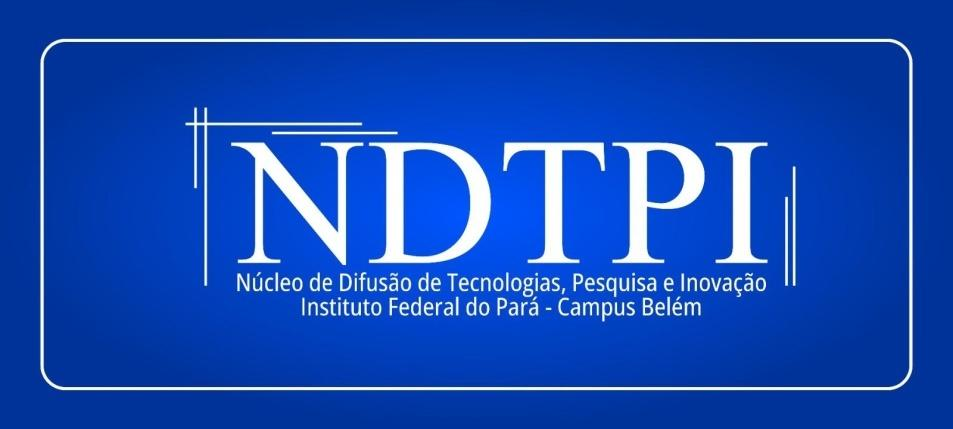 NDTPI
Núcleo de Difusão de Tecnologias, Pesquisa e Inovação
Instituto Federal do Pará - Campus Belém